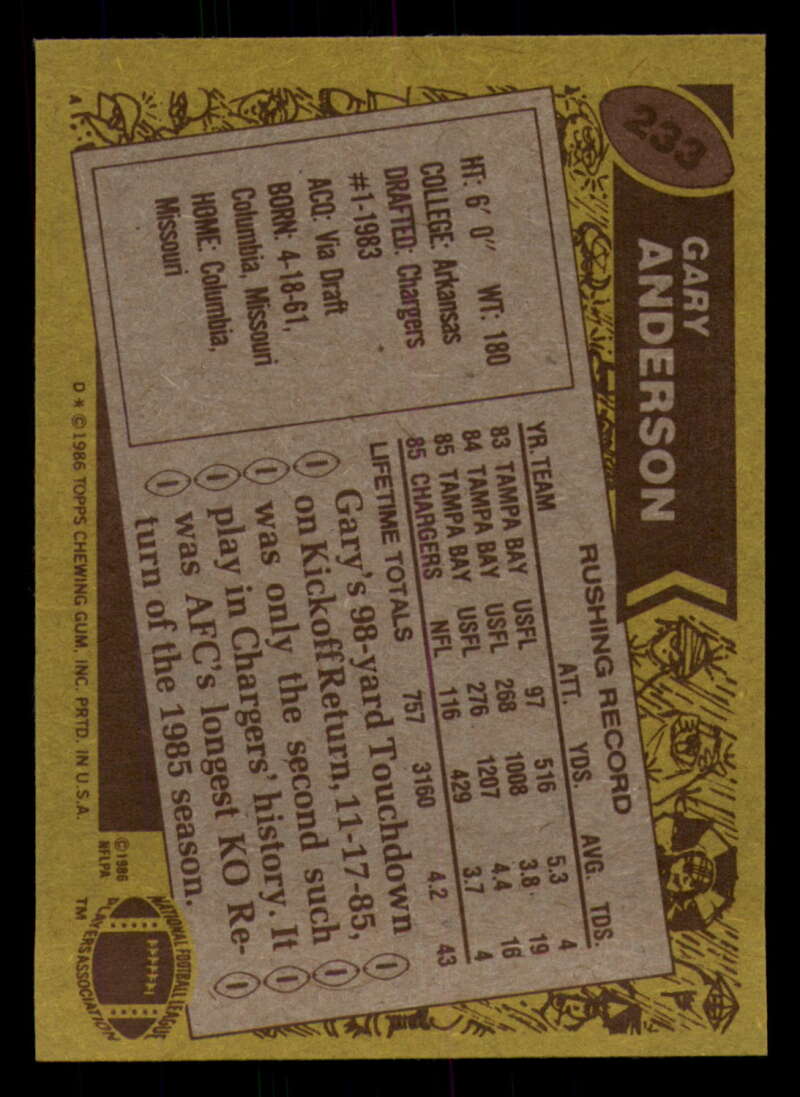 233
GARY
ANDERSON
HT: 6' 0" WT: 180
COLLEGE: Arkansas
DRAFTED: Chargers
#1-1983
ACQ: Via Draft
BORN: 4-18-61,
Columbia, Missouri
HOME: Columbia,
Missouri
RUSHING RECORD
YR. TEAM ATT. YDS. AVG. TDS.
83 TAMPA BAY USFL 97 516 5.3 4
84 TAMPA BAY USFL 268 1008 3.8 19
85 TAMPA BAY USFL 276 1207 4.4 16
85 CHARGERS NFL 116 429 3.7 4
LIFETIME TOTALS 757 3160 4.2 43
Gary's 98-yard Touchdown
on Kickoff Return, 11-17-85,
was only the second such
play in Chargers' history. It
was AFC's longest KO Re-
turn of the 1985 season.
A
D * ©1986 TOPPS CHEWING GUM, INC. PRTD. IN U.S.A.
©1986
NFLPA
NATIONAL FOOTBALL LEAGUE
PLAYERS ASSOCIATION
TM